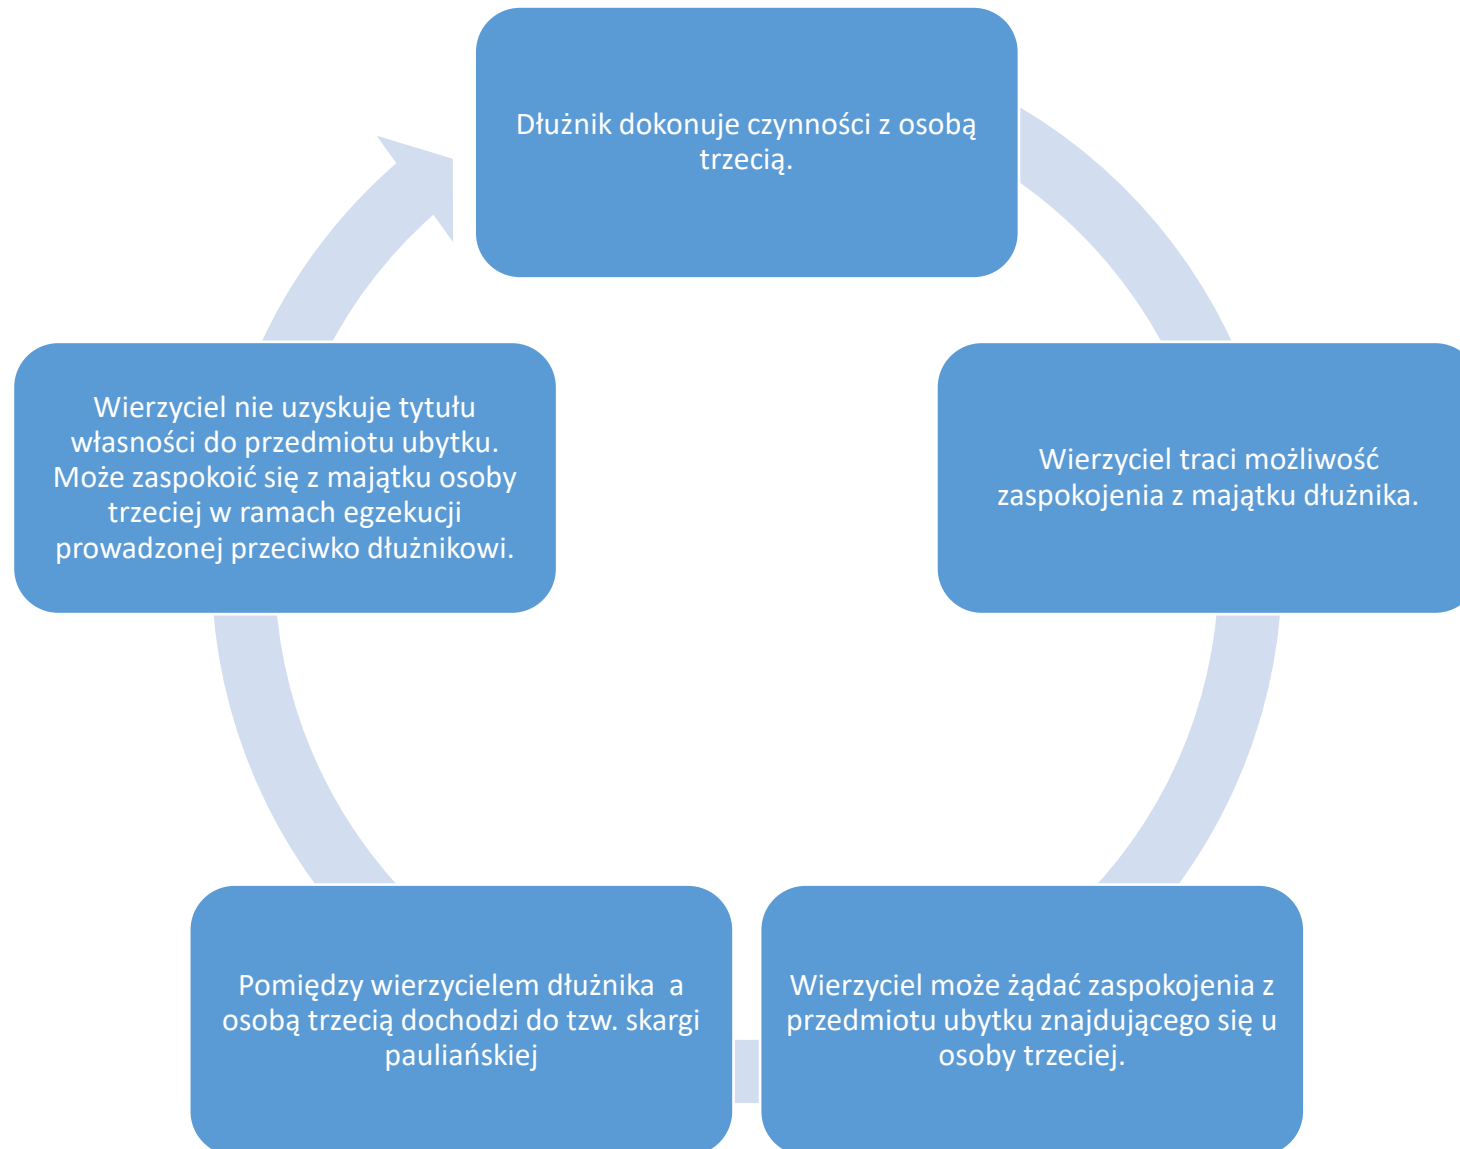 Dłużnik dokonuje czynności z osobą
trzecią.
Wierzyciel traci możliwość
zaspokojenia z majątku dłużnika.
Wierzyciel może żądać zaspokojenia z
przedmiotu ubytku znajdującego się u
osoby trzeciej.
Pomiędzy wierzycielem dłużnika  a
osobą trzecią dochodzi do tzw. skargi
pauliańskiej
Wierzyciel nie uzyskuje tytułu
własności do przedmiotu ubytku.
Może zaspokoić się z majątku osoby
trzeciej w ramach egzekucji
prowadzonej przeciwko dłużnikowi.